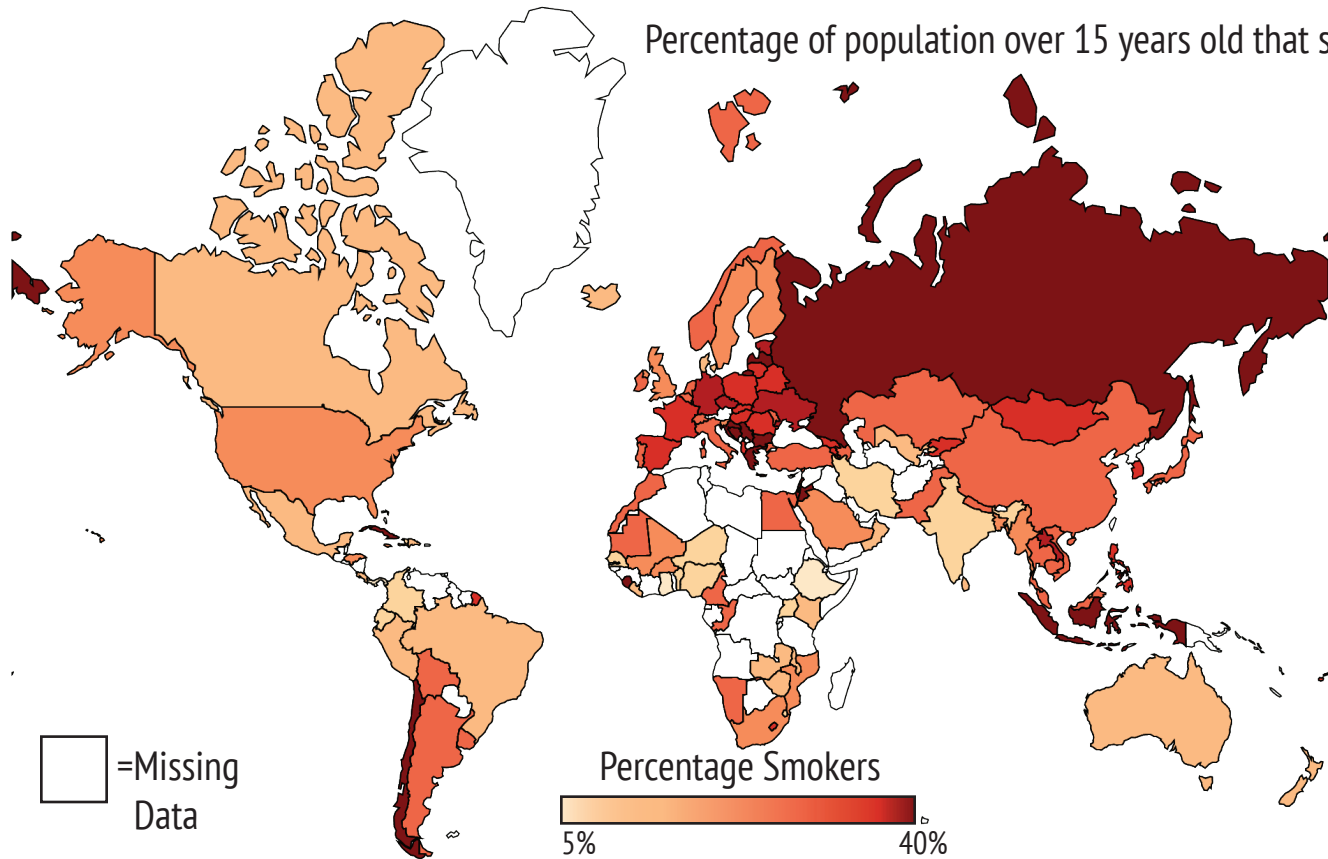 Percentage of population over 15 years old that s
=Missing
Data
Percentage Smokers
5%
40%